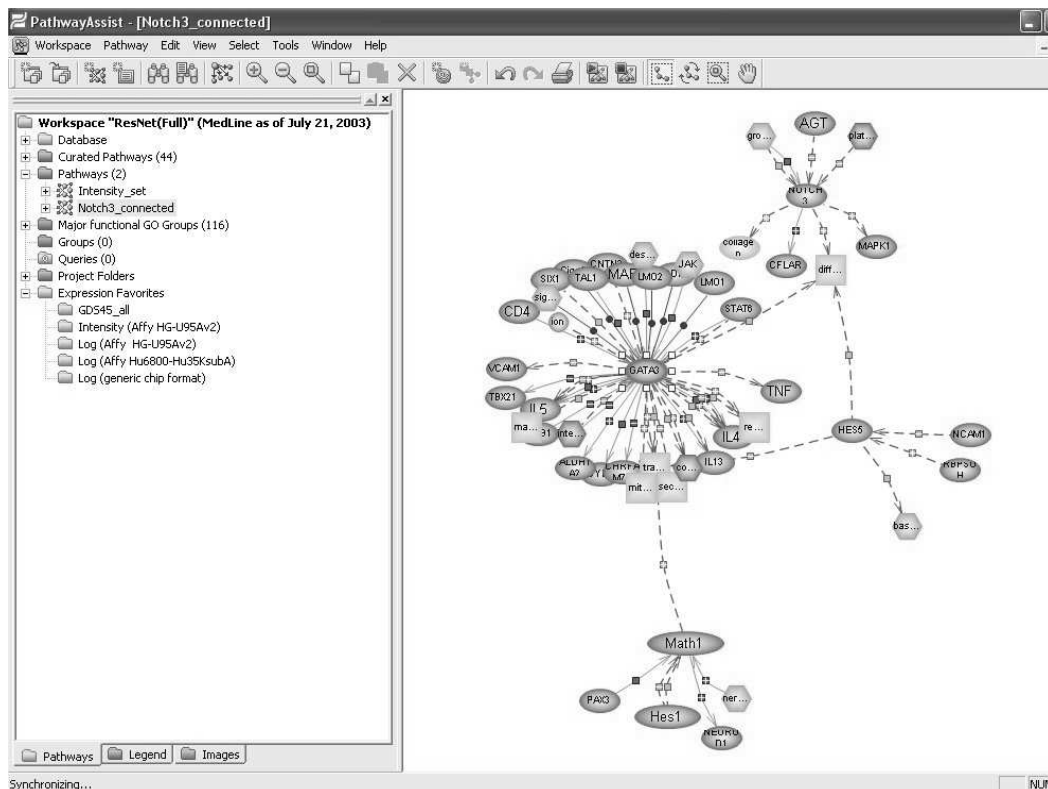 PathwayAssist - [Notch3_connected]
Workspace Pathway Edit View Select Tools Window Help
Workspace "ResNet(Full)" (MedLine as of July 21, 2003)
Database
Curated Pathways (44)
Pathways (2)
Intensity_set
Notch3_connected
Major functional GO Groups (116)
Groups (0)
Queries (0)
Project Folders
Expression Favorites
GDS45_all
Intensity (Affy HG-U95Av2)
Log (Affy HG-U95Av2)
Log (Affy Hu6800-Hu35KsubA)
Log (generic chip format)
Pathways Legend Images
Synchronizing...
NUM
gro...
AGT
plat...
NOTCH
3
collage
n
CFLAR
diff...
MAPK1
des...
JAK
SIX1
TAL1
LMO2
LMO1
sig...
CD4
ion
STAT6
VCAM1
GATA3
TNF
TBX21
IL5
ma...
inte...
IL4
re...
HES5
NCAM1
RBPSU
H
tra...
co...
IL13
mit...
sec...
bas...
Math1
PAX3
Hes1
ner...
NEURO
D1